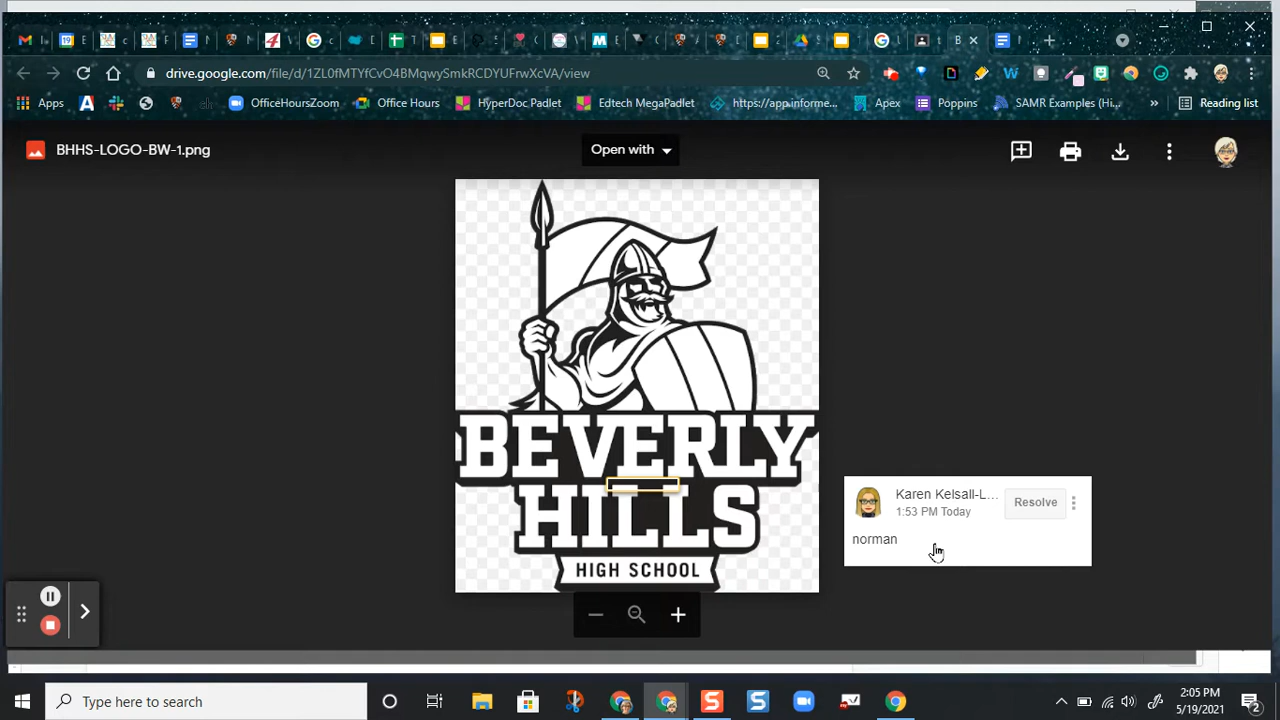 drive.google.com/file/d/1ZL0fMTYfCvO4BMqwySmkRCDYUFrwXcVA/view
Apps
OfficeHoursZoom
Office Hours
HyperDoc Padlet
Edtech MegaPadlet
https://app.informe...
Apex
Poppins
SAMR Examples (Hi...
»
Reading list
BHHS-LOGO-BW-1.png
Open with
BEVERLY
HILLS
HIGH SCHOOL
Karen Kelsall-L...
1:53 PM Today
Resolve
norman
Type here to search
2:05 PM
5/19/2021
2